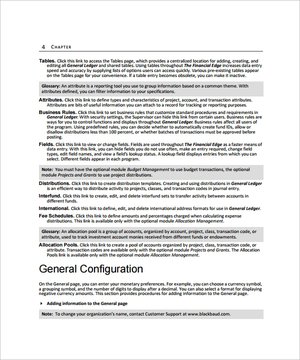 4 CHAPTER
Tables. Click this link to access the Tables page, which provides a centralized location for adding, creating, and
editing all General Ledger and shared tables. Using tables throughout The Financial Edge increases data entry
speed and accuracy by supplying lists of options users can access quickly. Various pre-existing tables appear
on the Tables page for your convenience. If a table entry becomes obsolete, you can make it inactive.
Glossary: An attribute is a reporting tool you use to group information based on a common theme. With
attributes defined, you can filter information to your specifications.
Attributes. Click this link to define types and characteristics of project, account, and transaction attributes.
Attributes are bits of useful information you can attach to a record for tracking or reporting purposes.
Business Rules. Click this link to set business rules that customize standard procedures and requirements in
General Ledger. With security settings, the Supervisor can hide this link from certain users. Business rules are
ways for you to control functions and displays throughout General Ledger. Business rules affect all users of
the program. Using predefined rules, you can decide whether to automatically create fund IDs, allow or
disallow distributions less than 100 percent, or whether batches of transactions must be approved before
posting.
Fields. Click this link to view or change fields. Fields are used throughout The Financial Edge as a faster means of
data entry. With this link, you can hide fields you do not use often, make an entry required, change field
types, edit field names, and view a field's lookup status. A lookup field displays entries from which you can
select. Different fields appear in each program.
Note: You must have the optional module Budget Management to use budget transactions, the optional
module Projects and Grants to use project distributions.
Distributions. Click this link to create distribution templates. Creating and using distributions in General Ledger
is an efficient way to distribute activity to projects, classes, and transaction codes in journal entry.
Interfund. Click this link to create, edit, and delete interfund sets to transfer activity between accounts in
different funds.
International. Click this link to define, edit, and delete international address formats for use in General Ledger.
Fee Schedules. Click this link to define amounts and percentages charged when calculating expense
distributions. This link is available only with the optional module Allocation Management.
Glossary: An allocation pool is a group of accounts, organized by account, project, class, transaction code, or
attribute, used to track investment account monies received from different funds in one overall amount.
Allocation Pools. Click this link to create a pool of accounts organized by project, class, transaction code, or
attribute. Transaction codes are available only with the optional module Projects and Grants. The Allocation
Pools link is available only with the optional module Allocation Management.
General Configuration
On the General page, you can enter your monetary preferences. For example, you can choose a currency symbol,
a grouping symbol, and the number of digits to display after a decimal. You can also select a format for displaying
negative currency amounts. This section provides procedures for adding information to the General page.
Adding information to the General page
Note: To change your organization's name, contact Customer Support at www.blackbaud.com.